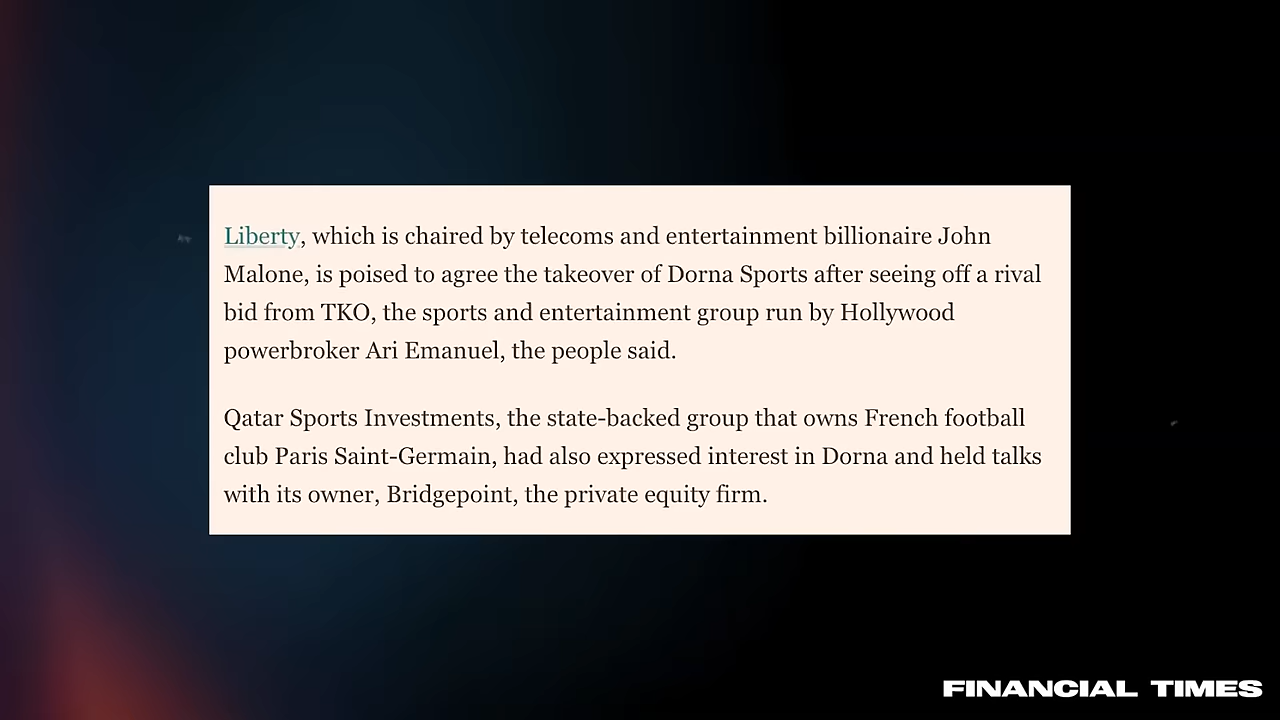 Liberty, which is chaired by telecoms and entertainment billionaire John
Malone, is poised to agree the takeover of Dorna Sports after seeing off a rival
bid from TKO, the sports and entertainment group run by Hollywood
powerbroker Ari Emanuel, the people said.
Qatar Sports Investments, the state-backed group that owns French football
club Paris Saint-Germain, had also expressed interest in Dorna and held talks
with its owner, Bridgepoint, the private equity firm.
FINANCIAL TIMES